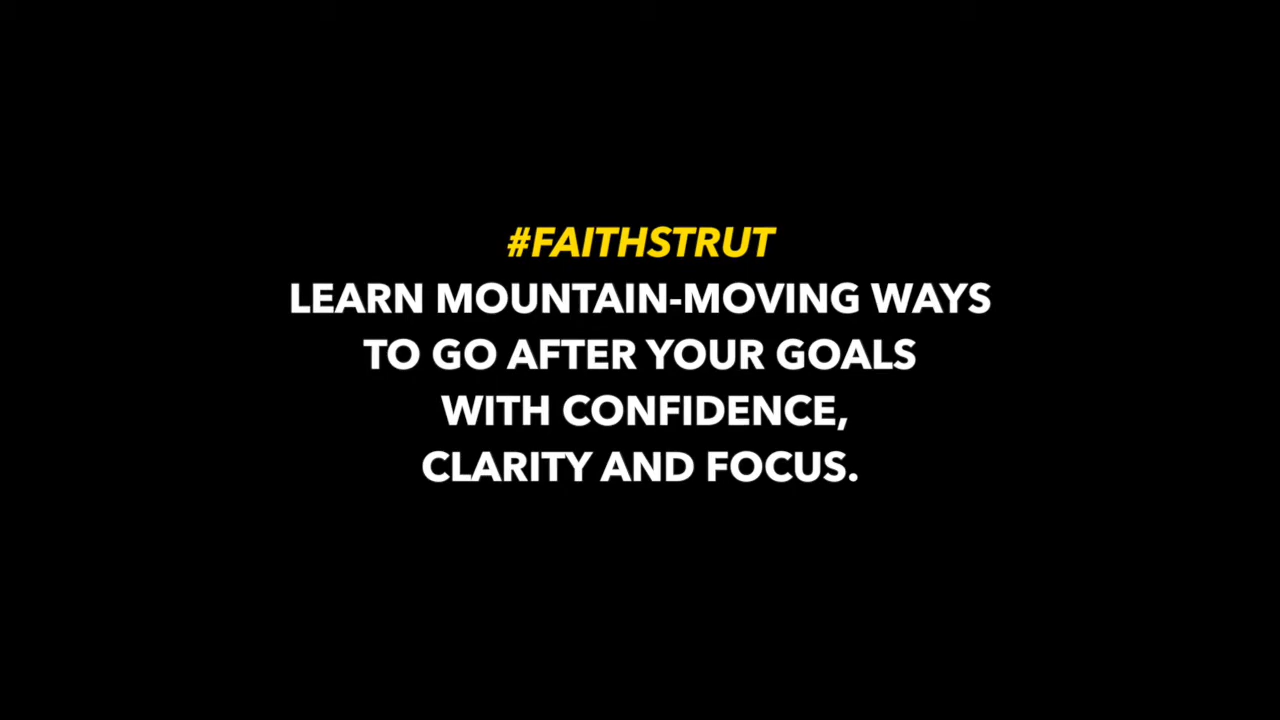 #FAITHSTRUT
LEARN MOUNTAIN-MOVING WAYS
TO GO AFTER YOUR GOALS
WITH CONFIDENCE,
CLARITY AND FOCUS.